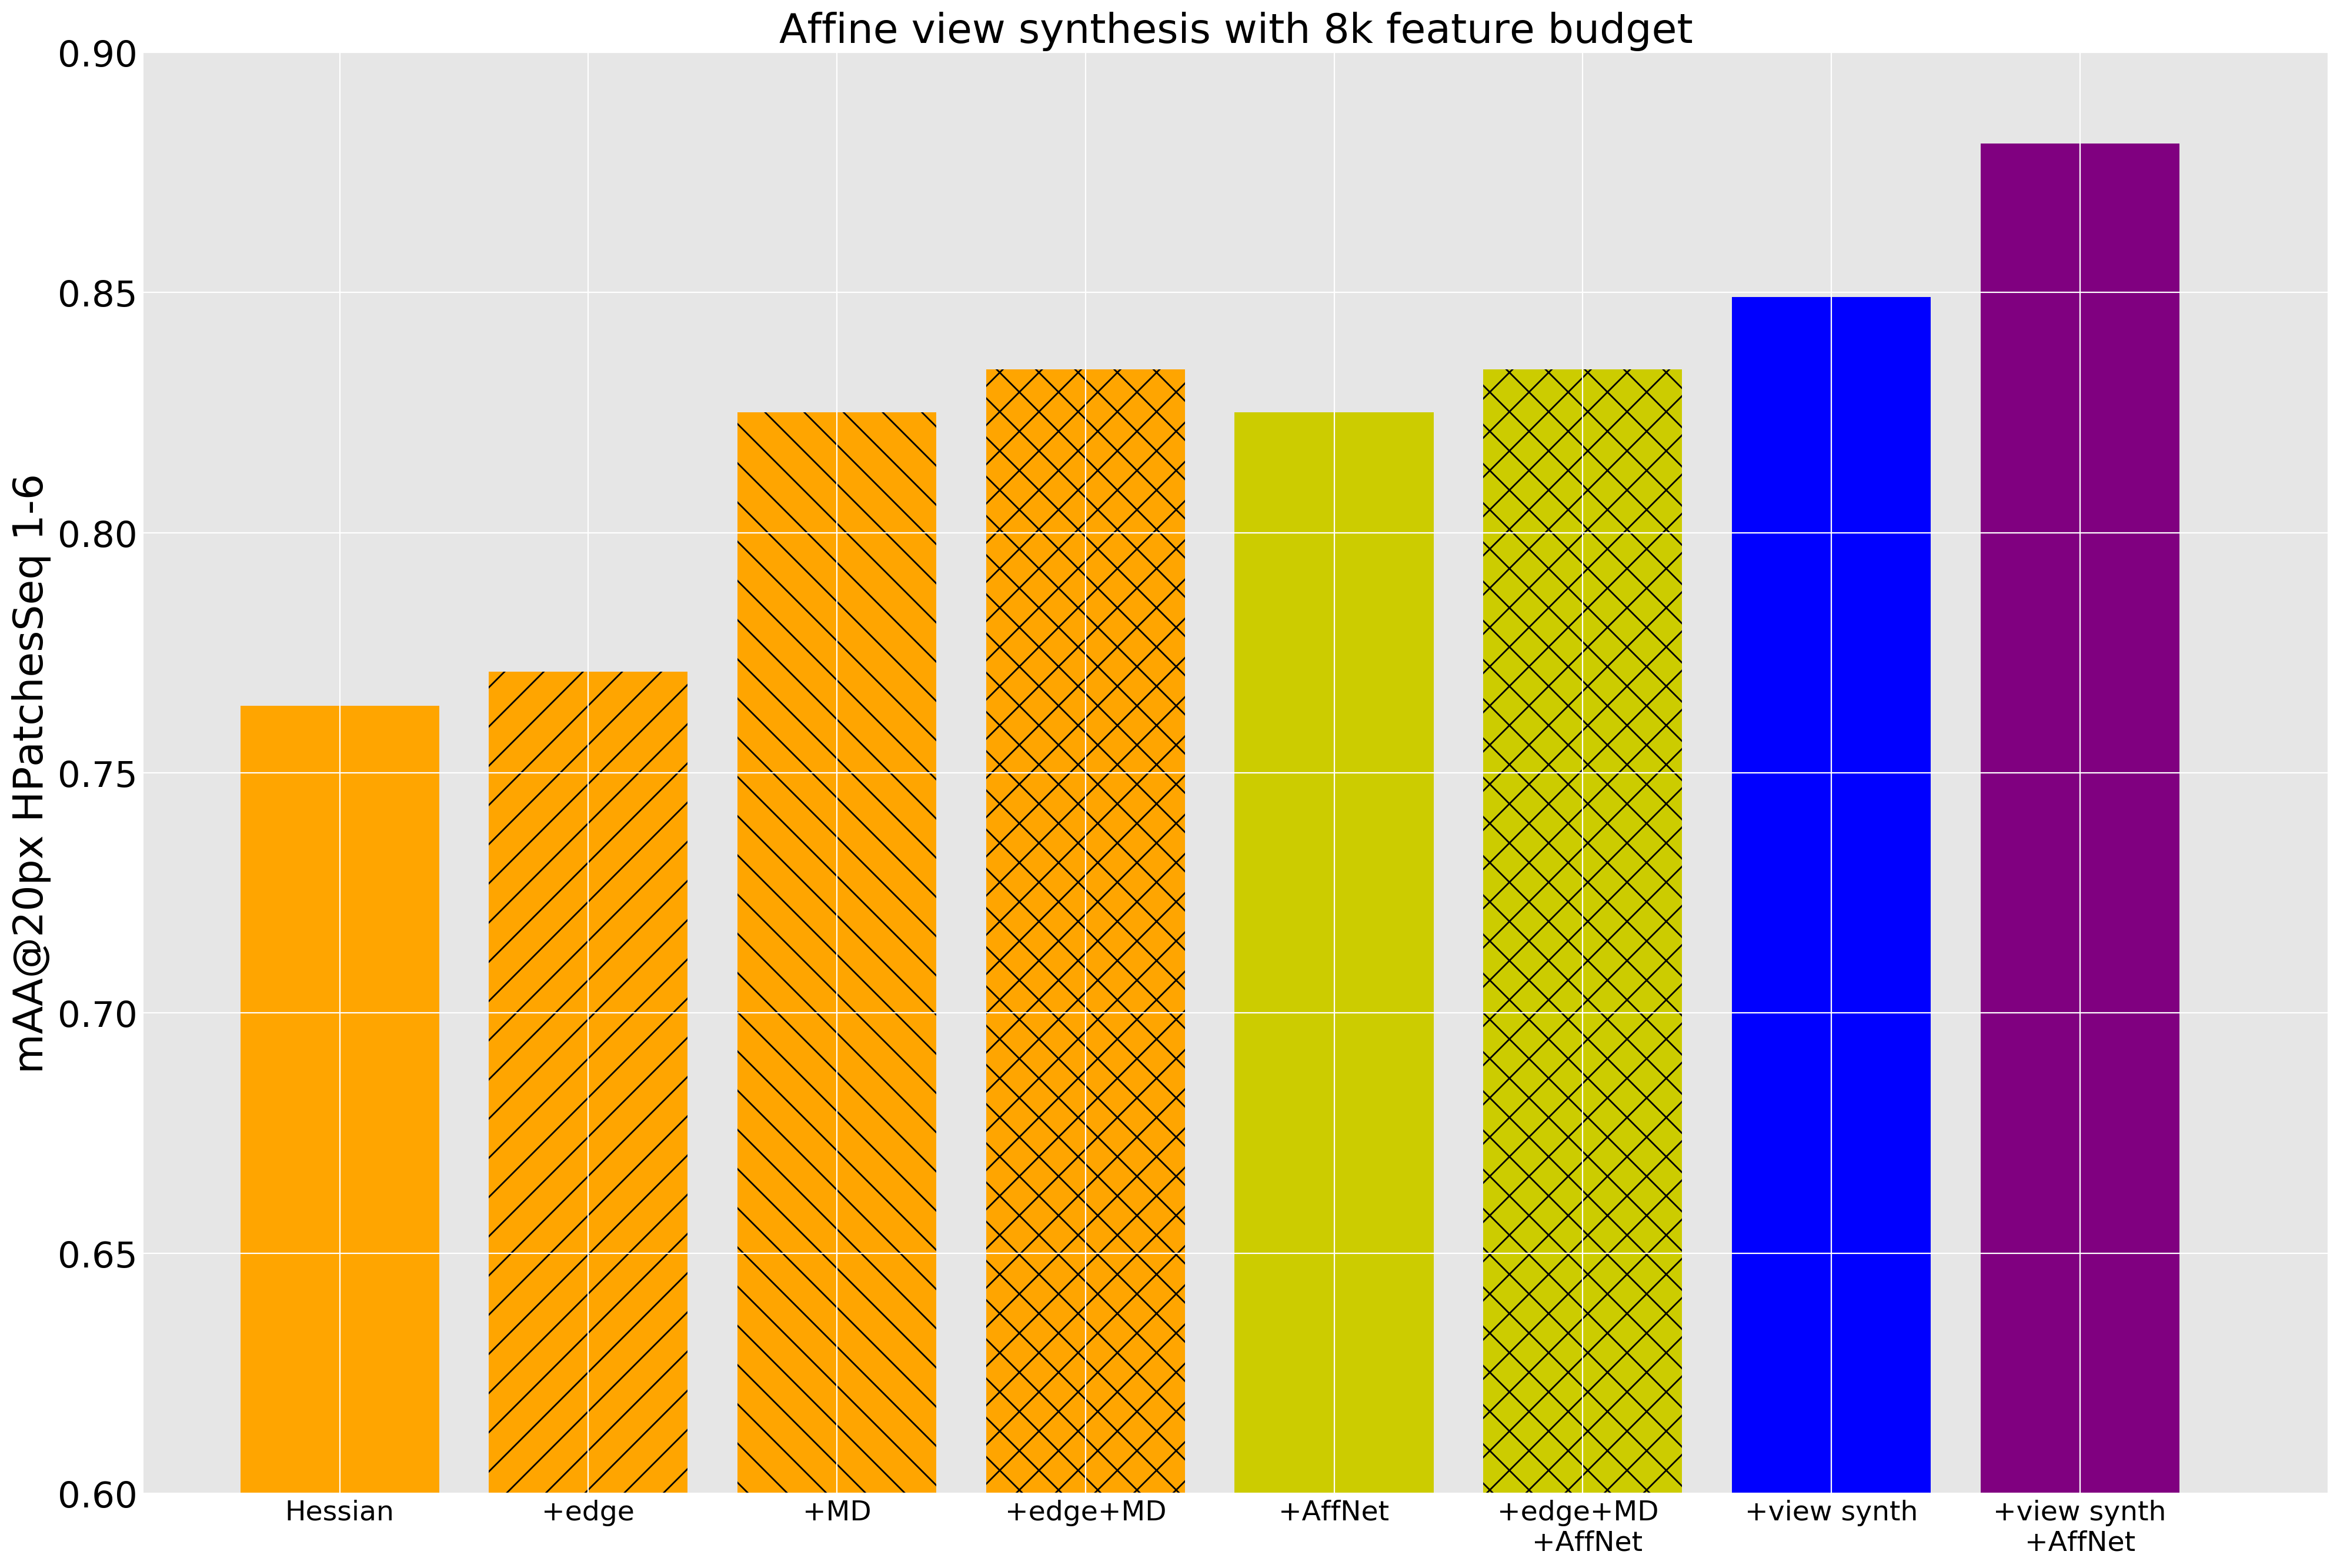 Affine view synthesis with 8k feature budget
mAA@20px HPatchesSeq 1-6
0.90
0.85
0.80
0.75
0.70
0.65
0.60
Hessian
+edge
+MD
+edge+MD
+AffNet
+edge+MD
+AffNet
+view synth
+view synth
+AffNet